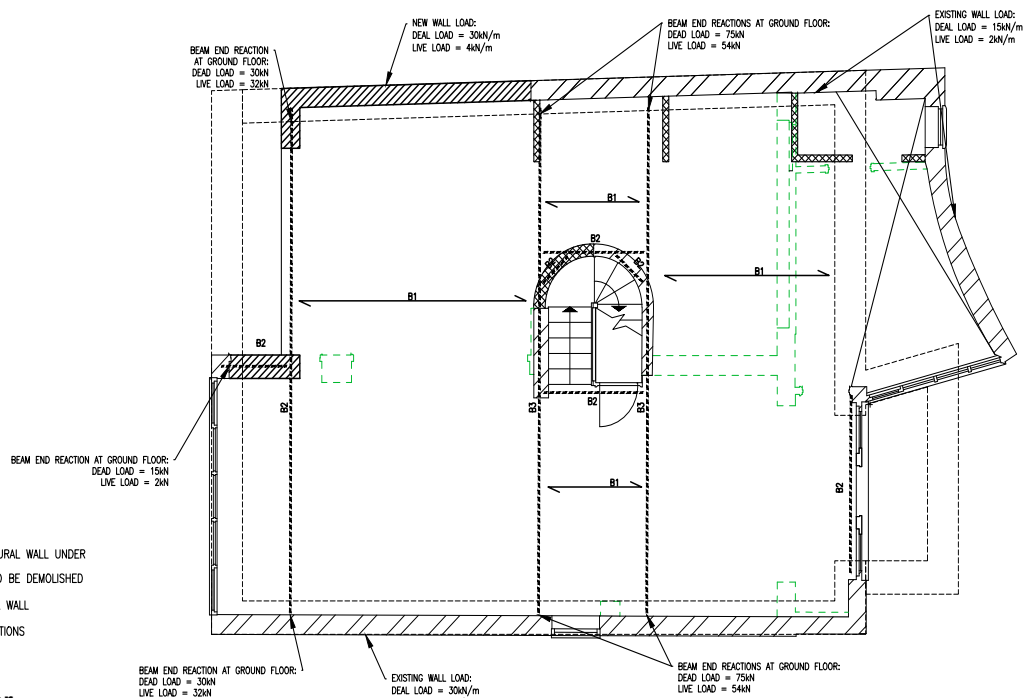 NEW WALL LOAD:
DEAL LOAD = 30kN/m
LIVE LOAD = 4kN/m
BEAM END REACTIONS AT GROUND FLOOR:
DEAD LOAD = 75kN
LIVE LOAD = 54kN
EXISTING WALL LOAD:
DEAL LOAD = 15kN/m
LIVE LOAD = 2kN/m
BEAM END REACTION
AT GROUND FLOOR:
DEAD LOAD = 30kN
LIVE LOAD = 32kN
B1
B2
B2
B2
B1
B1
B2
B2
B3
B2
B3
BEAM END REACTION AT GROUND FLOOR:
DEAD LOAD = 15kN
LIVE LOAD = 2kN
B1
B2
URAL WALL UNDER
BE DEMOLISHED
WALL
TIONS
BEAM END REACTION AT GROUND FLOOR:
DEAD LOAD = 30kN
LIVE LOAD = 32kN
EXISTING WALL LOAD:
DEAL LOAD = 30kN/m
BEAM END REACTIONS AT GROUND FLOOR:
DEAD LOAD = 75kN
LIVE LOAD = 54kN